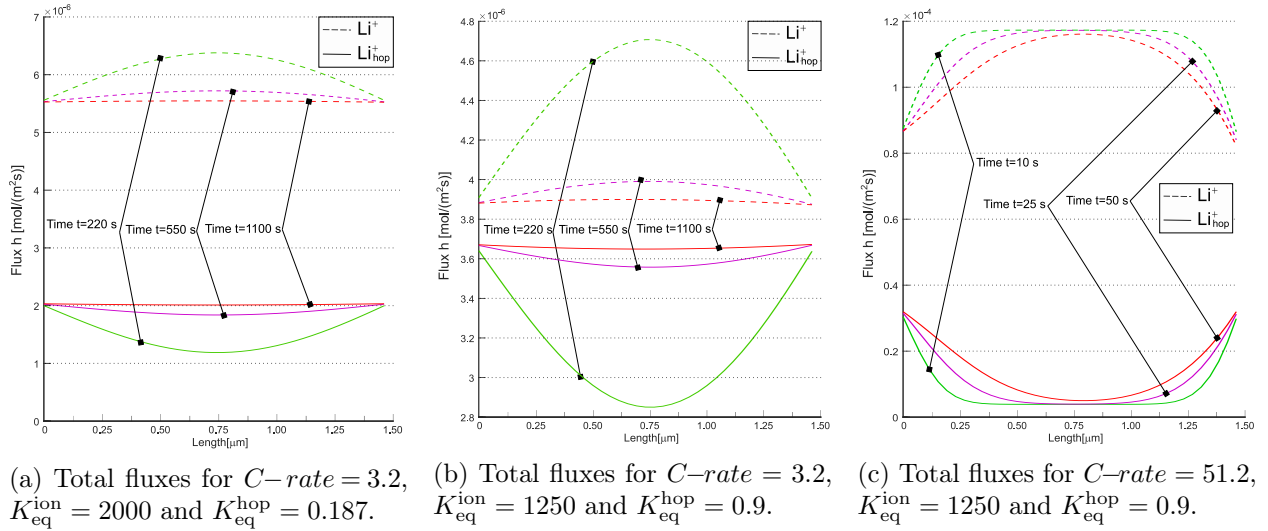 ×10⁻⁶
7
6
5
4
3
2
1
0
Flux h [mol/(m²s)]
Li⁺
Li⁺hop
Time t=220 s
Time t=550 s
Time t=1100 s
0 0.25 0.50 0.75 1.00 1.25 1.50
Length[μm]
×10⁻⁶
4.8
4.6
4.4
4.2
4
3.8
3.6
3.4
3.2
3
2.8
Flux h [mol/(m²s)]
Li⁺
Li⁺hop
Time t=220 s
Time t=550 s
Time t=1100 s
0 0.25 0.50 0.75 1.00 1.25 1.50
Length[μm]
×10⁻⁴
1.2
1
0.8
0.6
0.4
0.2
0
Flux h [mol/(m²s)]
Time t=10 s
Time t=25 s
Time t=50 s
Li⁺
Li⁺hop
0 0.25 0.50 0.75 1.00 1.25 1.50
Length[μm]
(a) Total fluxes for C−rate = 3.2,
K^ion_eq = 2000 and K^hop_eq = 0.187.
(b) Total fluxes for C−rate = 3.2,
K^ion_eq = 1250 and K^hop_eq = 0.9.
(c) Total fluxes for C−rate = 51.2,
K^ion_eq = 1250 and K^hop_eq = 0.9.